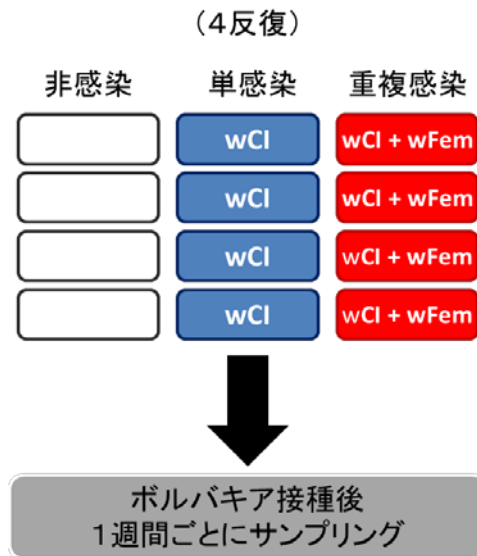 （４反復）
非感染 単感染 重複感染
wCI wCI + wFem
wCI wCI + wFem
wCI wCI + wFem
wCI wCI + wFem
ボルバキア接種後
１週間ごとにサンプリング